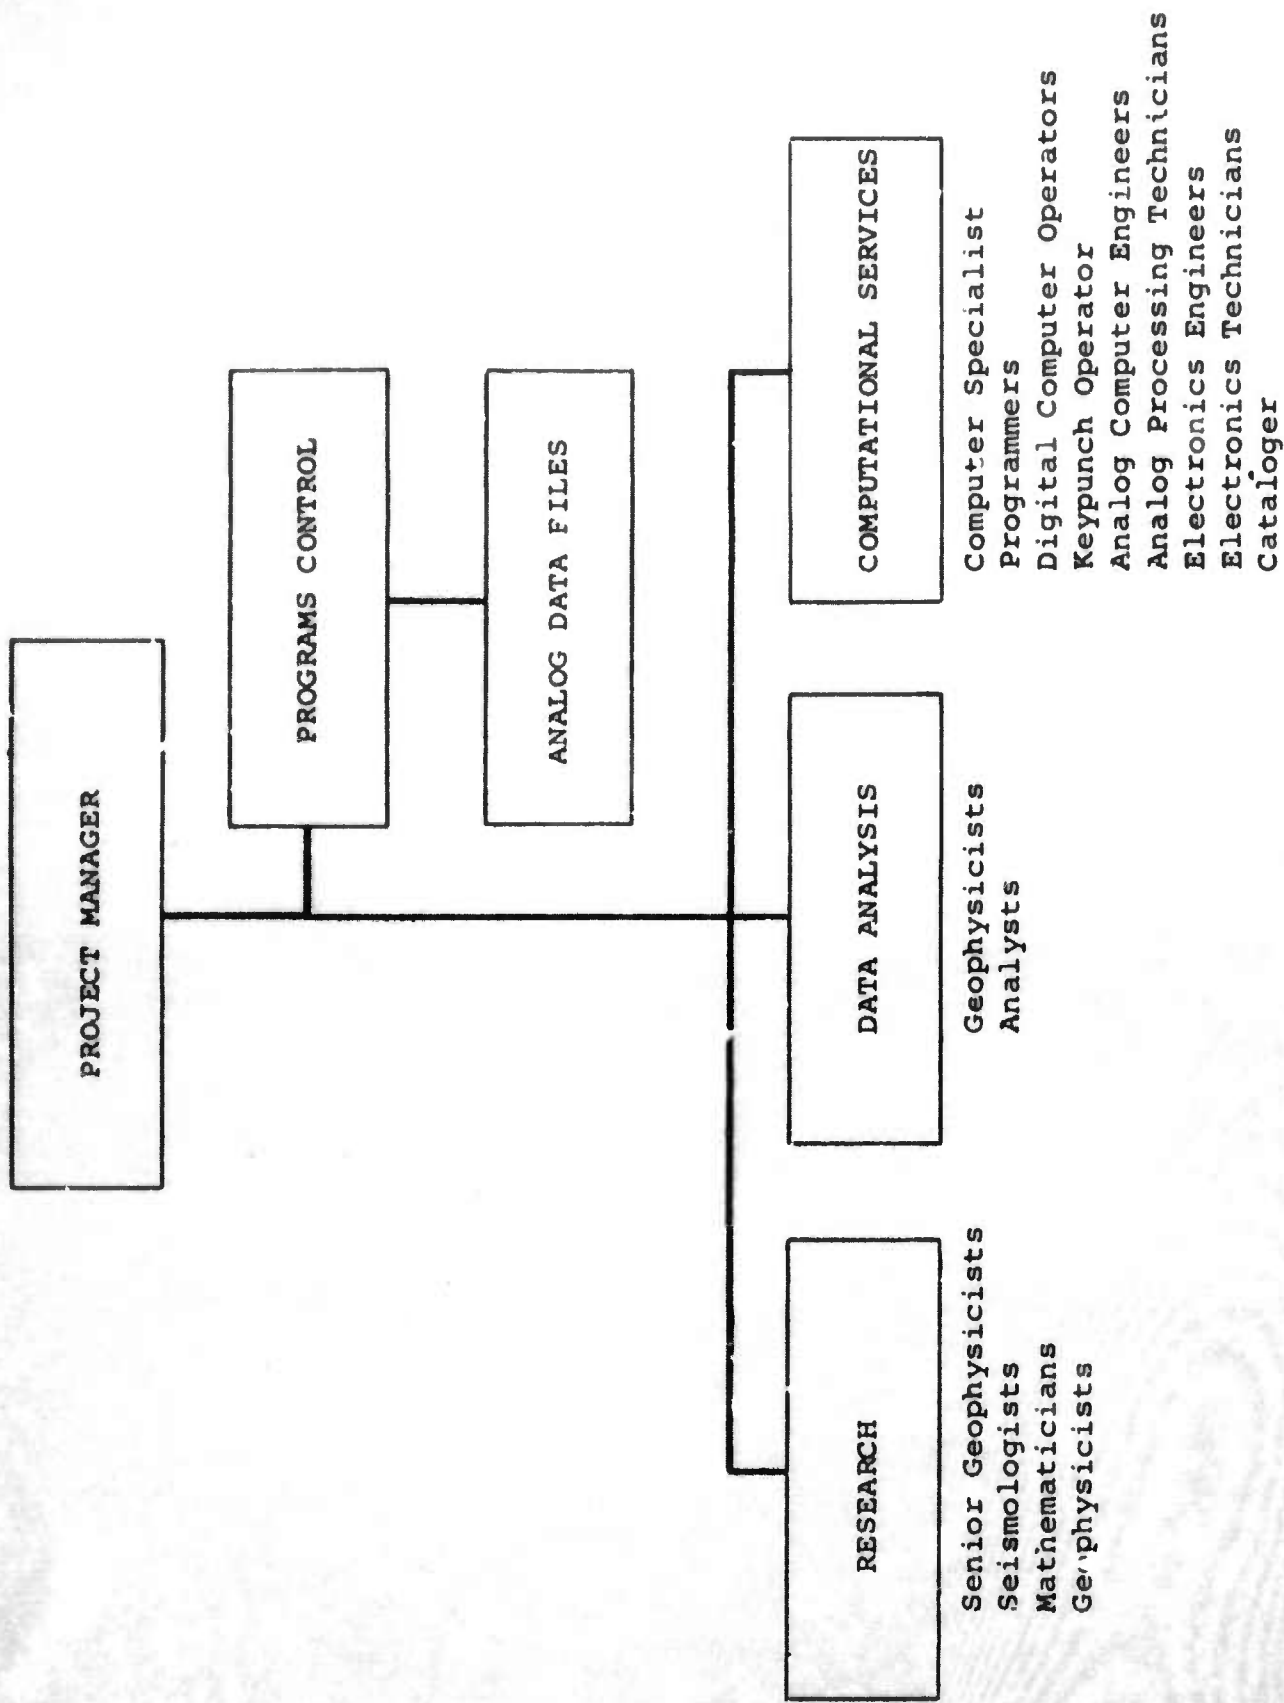 PROJECT MANAGER
PROGRAMS CONTROL
ANALOG DATA FILES
RESEARCH
Senior Geophysicists
Seismologists
Mathematicians
Geophysicists
DATA ANALYSIS
Geophysicists
Analysts
COMPUTATIONAL SERVICES
Computer Specialist
Programmers
Digital Computer Operators
Keypunch Operator
Analog Computer Engineers
Analog Processing Technicians
Electronics Engineers
Electronics Technicians
Cataloger